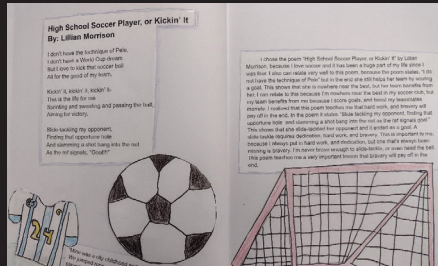 High School Soccer Player, or Kickin' It
By: Lillian Morrison
I don't have the technique of Pele,
I don't have a World Cup dream
But I love to kick that soccer ball
All for the good of my team.
Kickin' it, kickin' it, kickin' it-
This is the life for me
Sprinting and swerving and passing the ball,
Aiming for victory.
Slide-tackling my opponent,
Finding that opportune hole
And slamming a shot bang into the net
As the ref signals, "Goal!!!"
I chose the poem "High School Soccer Player, or Kickin' It" by Lillian
Morrison, because I love soccer and it has been a huge part of my life since I
was four. I also can relate very well to this poem, because the poem states, "I do
not have the technique of Pele" but in the end she still helps her team by scoring
a goal. This shows that she is nowhere near the best, but her team benefits from
her. I can relate to this because I'm nowhere near the best in my soccer club, but
my team benefits from me because I score goals, and boost my teammates
morale. I realized that this poem teaches me that hard work, and bravery will
pay off in the end. In the poem it states "Slide tackling my opponent, finding that
opportune hole and slamming a shot bang into the net as the ref signals goal."
This shows that she slide-tackled her opponent and it ended as a goal. A
slide-tackle requires dedication, hard work, and bravery. This is important to me,
because I always put in hard work, and dedication, but one that's always been
missing is bravery. I'm never brave enough to slide-tackle, or even head the ball.
This poem teaches me a very important lesson that bravery will pay off in the
end.
24
was a city childhood
We jumped